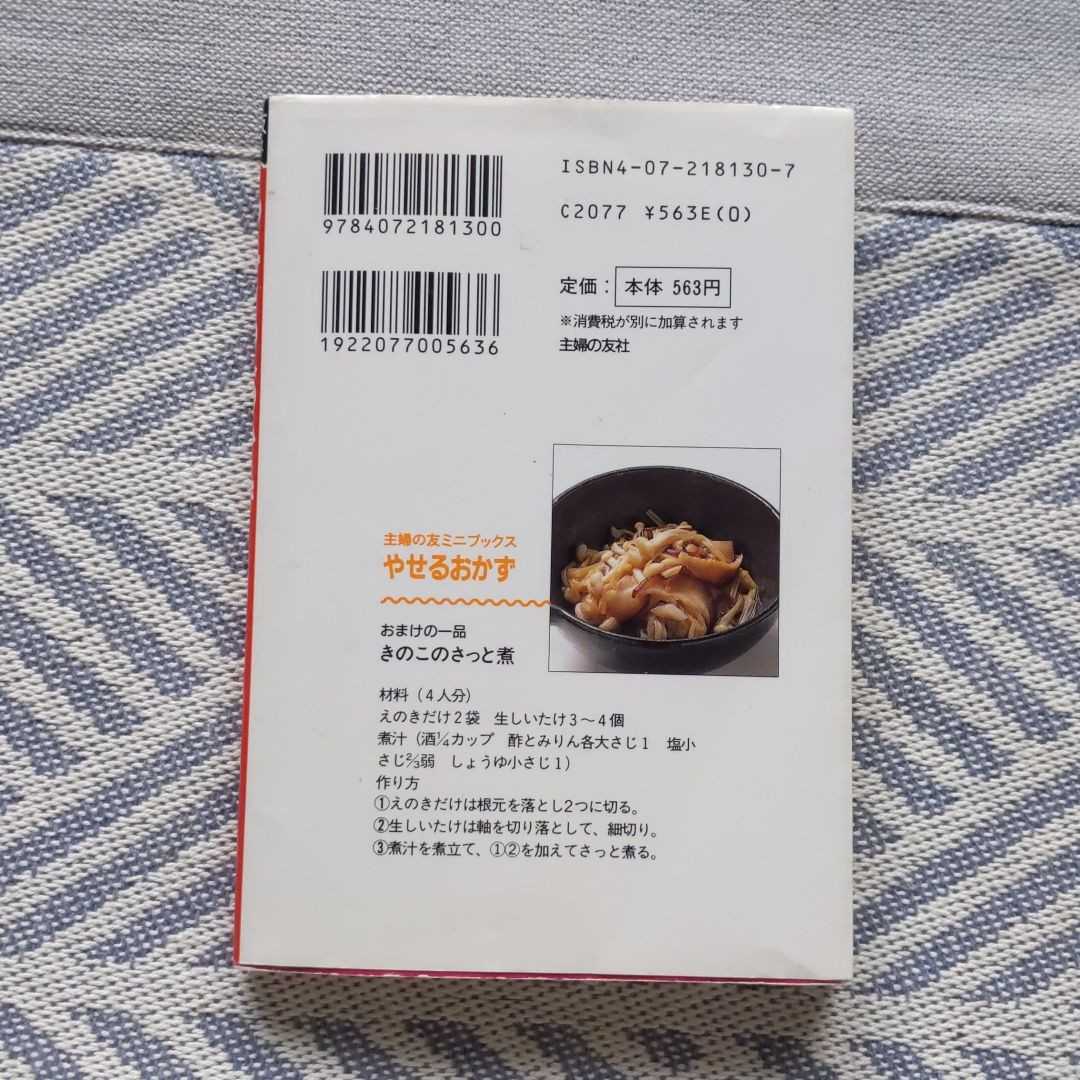 9784072181300
ISBN4-07-218130-7
C2077 ¥563E(0)
1922077005636
定価：本体 563円
※消費税が別に加算されます
主婦の友社
主婦の友ミニブックス
やせるおかず
おまけの一品
きのこのさっと煮
材料（４人分）
えのきだけ２袋　生しいたけ３〜４個
煮汁（酒¼カップ　酢とみりん各大さじ１　塩小
さじ⅔弱　しょうゆ小さじ１）
作り方
①えのきだけは根元を落とし2つに切る。
②生しいたけは軸を切り落として、細切り。
③煮汁を煮立て、①②を加えてさっと煮る。